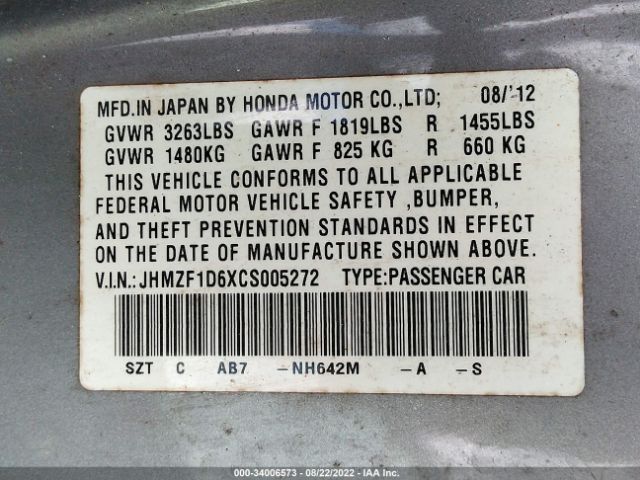 MFD.IN JAPAN BY HONDA MOTOR CO.,LTD; 08/'12
GVWR 3263LBS GAWR F 1819LBS R 1455LBS
GVWR 1480KG GAWR F 825 KG R 660 KG
THIS VEHICLE CONFORMS TO ALL APPLICABLE
FEDERAL MOTOR VEHICLE SAFETY ,BUMPER,
AND THEFT PREVENTION STANDARDS IN EFFECT
ON THE DATE OF MANUFACTURE SHOWN ABOVE.
V.I.N.:JHMZF1D6XCS005272 TYPE:PASSENGER CAR
SZT C AB7 -NH642M -A -S
000-34006573 - 08/22/2022 - IAA Inc.